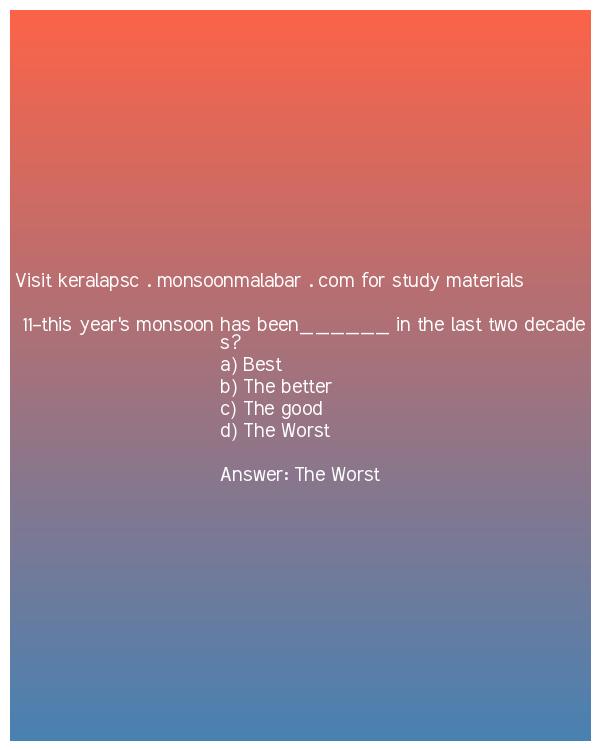 Visit keralapsc . monsoonmalabar . com for study materials
11-this year's monsoon has been______ in the last two decade
s?
a) Best
b) The better
c) The good
d) The Worst
Answer: The Worst